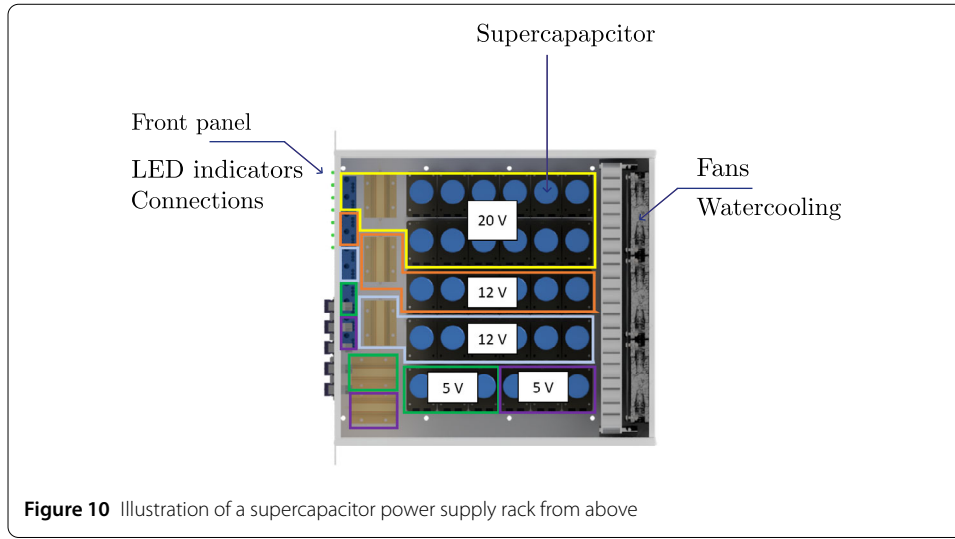 Supercapapcitor
Front panel
LED indicators
Connections
Fans
Watercooling
20 V
12 V
12 V
5 V
5 V
Figure 10 Illustration of a supercapacitor power supply rack from above